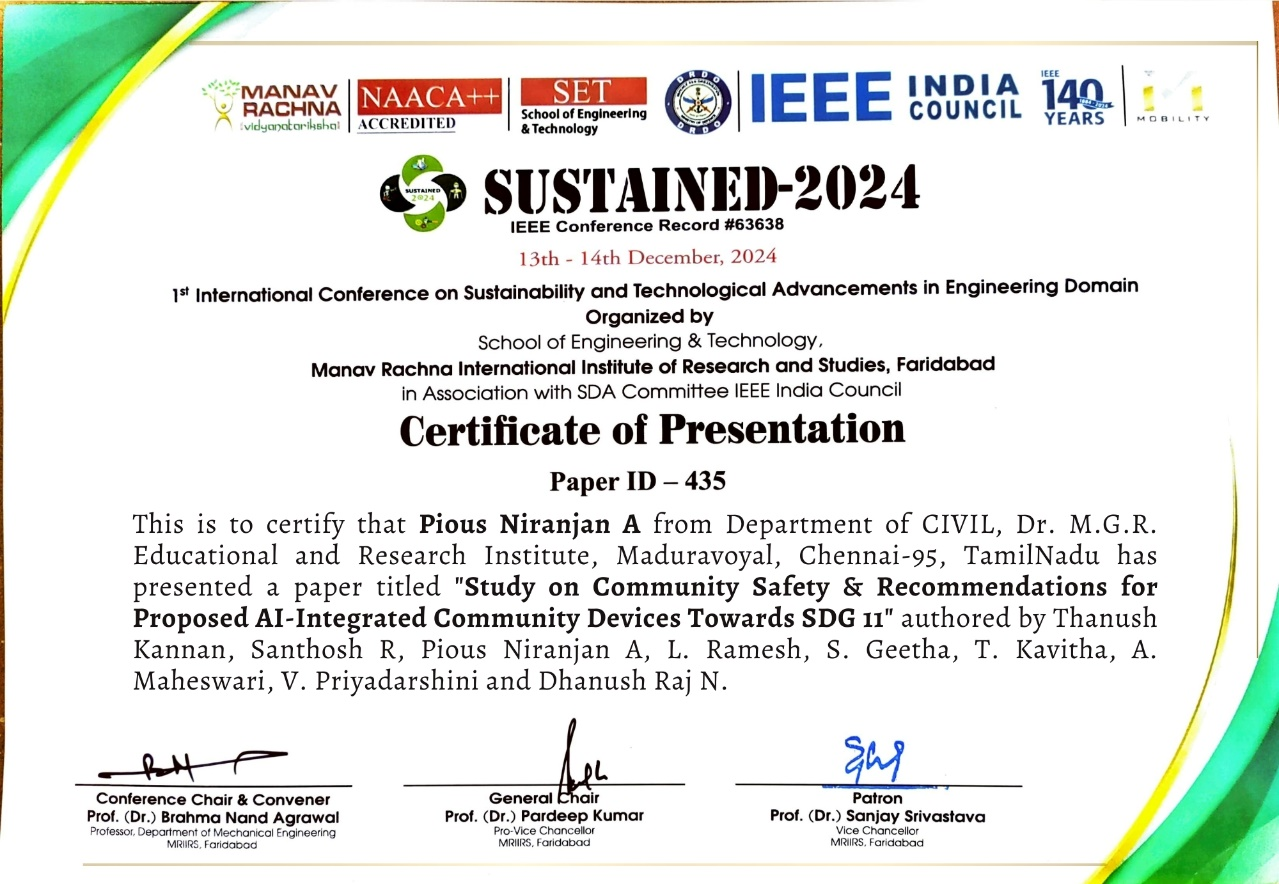 MANAV RACHNA vidyanatariksha NAACA++ ACCREDITED SET School of Engineering & Technology DRDO IEEE INDIA COUNCIL IEEE 140 YEARS MOBILITY
SUSTAINED 2024 SUSTAINED-2024
IEEE Conference Record #63638
13th - 14th December, 2024
1st International Conference on Sustainability and Technological Advancements in Engineering Domain
Organized by
School of Engineering & Technology,
Manav Rachna International Institute of Research and Studies, Faridabad
in Association with SDA Committee IEEE India Council
Certificate of Presentation
Paper ID – 435
This is to certify that Pious Niranjan A from Department of CIVIL, Dr. M.G.R.
Educational and Research Institute, Maduravoyal, Chennai-95, TamilNadu has
presented a paper titled "Study on Community Safety & Recommendations for
Proposed AI-Integrated Community Devices Towards SDG 11" authored by Thanush
Kannan, Santhosh R, Pious Niranjan A, L. Ramesh, S. Geetha, T. Kavitha, A.
Maheswari, V. Priyadarshini and Dhanush Raj N.
Conference Chair & Convener
Prof. (Dr.) Brahma Nand Agrawal
Professor, Department of Mechanical Engineering
MRIIRS, Faridabad
General Chair
Prof. (Dr.) Pardeep Kumar
Pro-Vice Chancellor
MRIIRS, Faridabad
Patron
Prof. (Dr.) Sanjay Srivastava
Vice Chancellor
MRIIRS, Faridabad